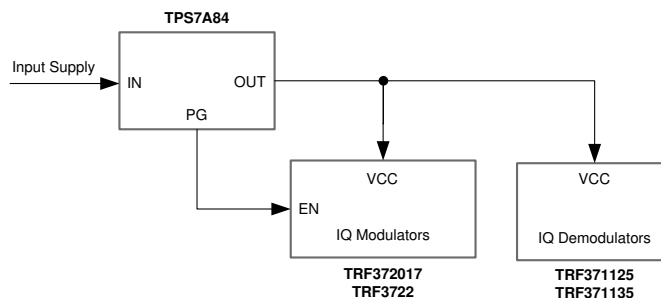 TPS7A84
Input Supply
IN
OUT
PG
VCC
VCC
EN
IQ Modulators
IQ Demodulators
TRF372017
TRF3722
TRF371125
TRF371135